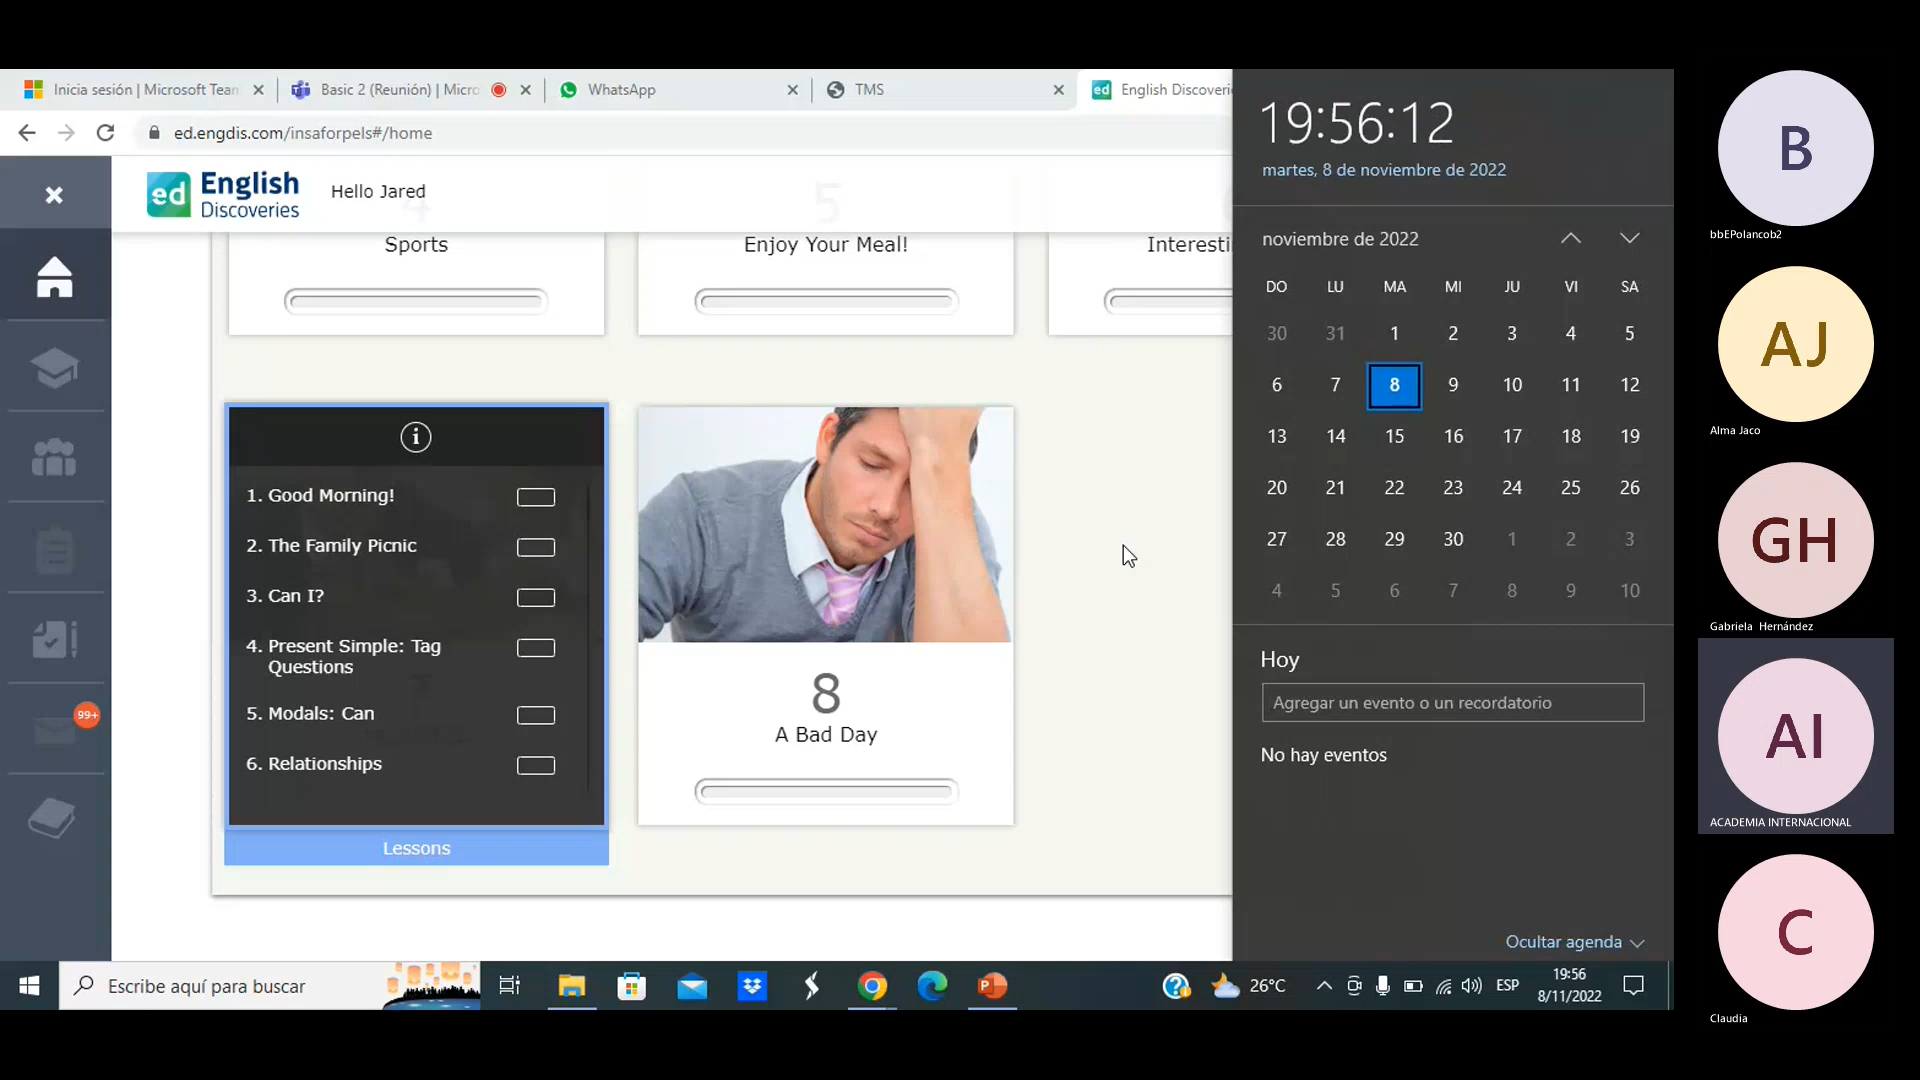 Inicia sesión | Microsoft Tean
Basic 2 (Reunión) | Micro
WhatsApp
TMS
English Discoveri
ed.engdis.com/insaforpels#/home
ed
English
Discoveries
Hello Jared
4
Sports
5
Enjoy Your Meal!
Interesti
1. Good Morning!
2. The Family Picnic
3. Can I?
4. Present Simple: Tag
Questions
5. Modals: Can
6. Relationships
Lessons
8
A Bad Day
99+
19:56:12
martes, 8 de noviembre de 2022
noviembre de 2022
DO LU MA MI JU VI SA
30 31 1 2 3 4 5
6 7 8 9 10 11 12
13 14 15 16 17 18 19
20 21 22 23 24 25 26
27 28 29 30 1 2 3
4 5 6 7 8 9 10
Hoy
Agregar un evento o un recordatorio
No hay eventos
Ocultar agenda
Escribe aquí para buscar
26°C
ESP
19:56
8/11/2022
B
bbEPolancob2
AJ
Alma Jaco
GH
Gabriela Hernández
AI
ACADEMIA INTERNACIONAL
C
Claudia